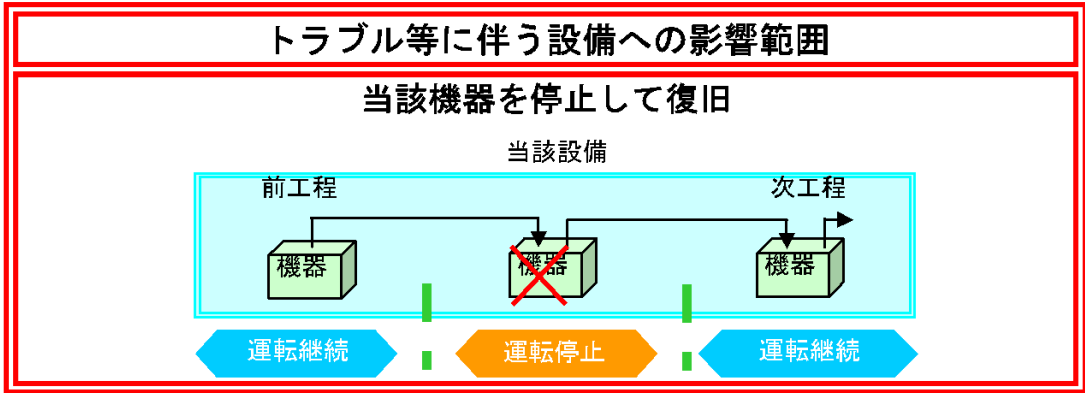 トラブル等に伴う設備への影響範囲
当該機器を停止して復旧
当該設備
前工程
次工程
機器
機器
機器
運転継続
運転停止
運転継続